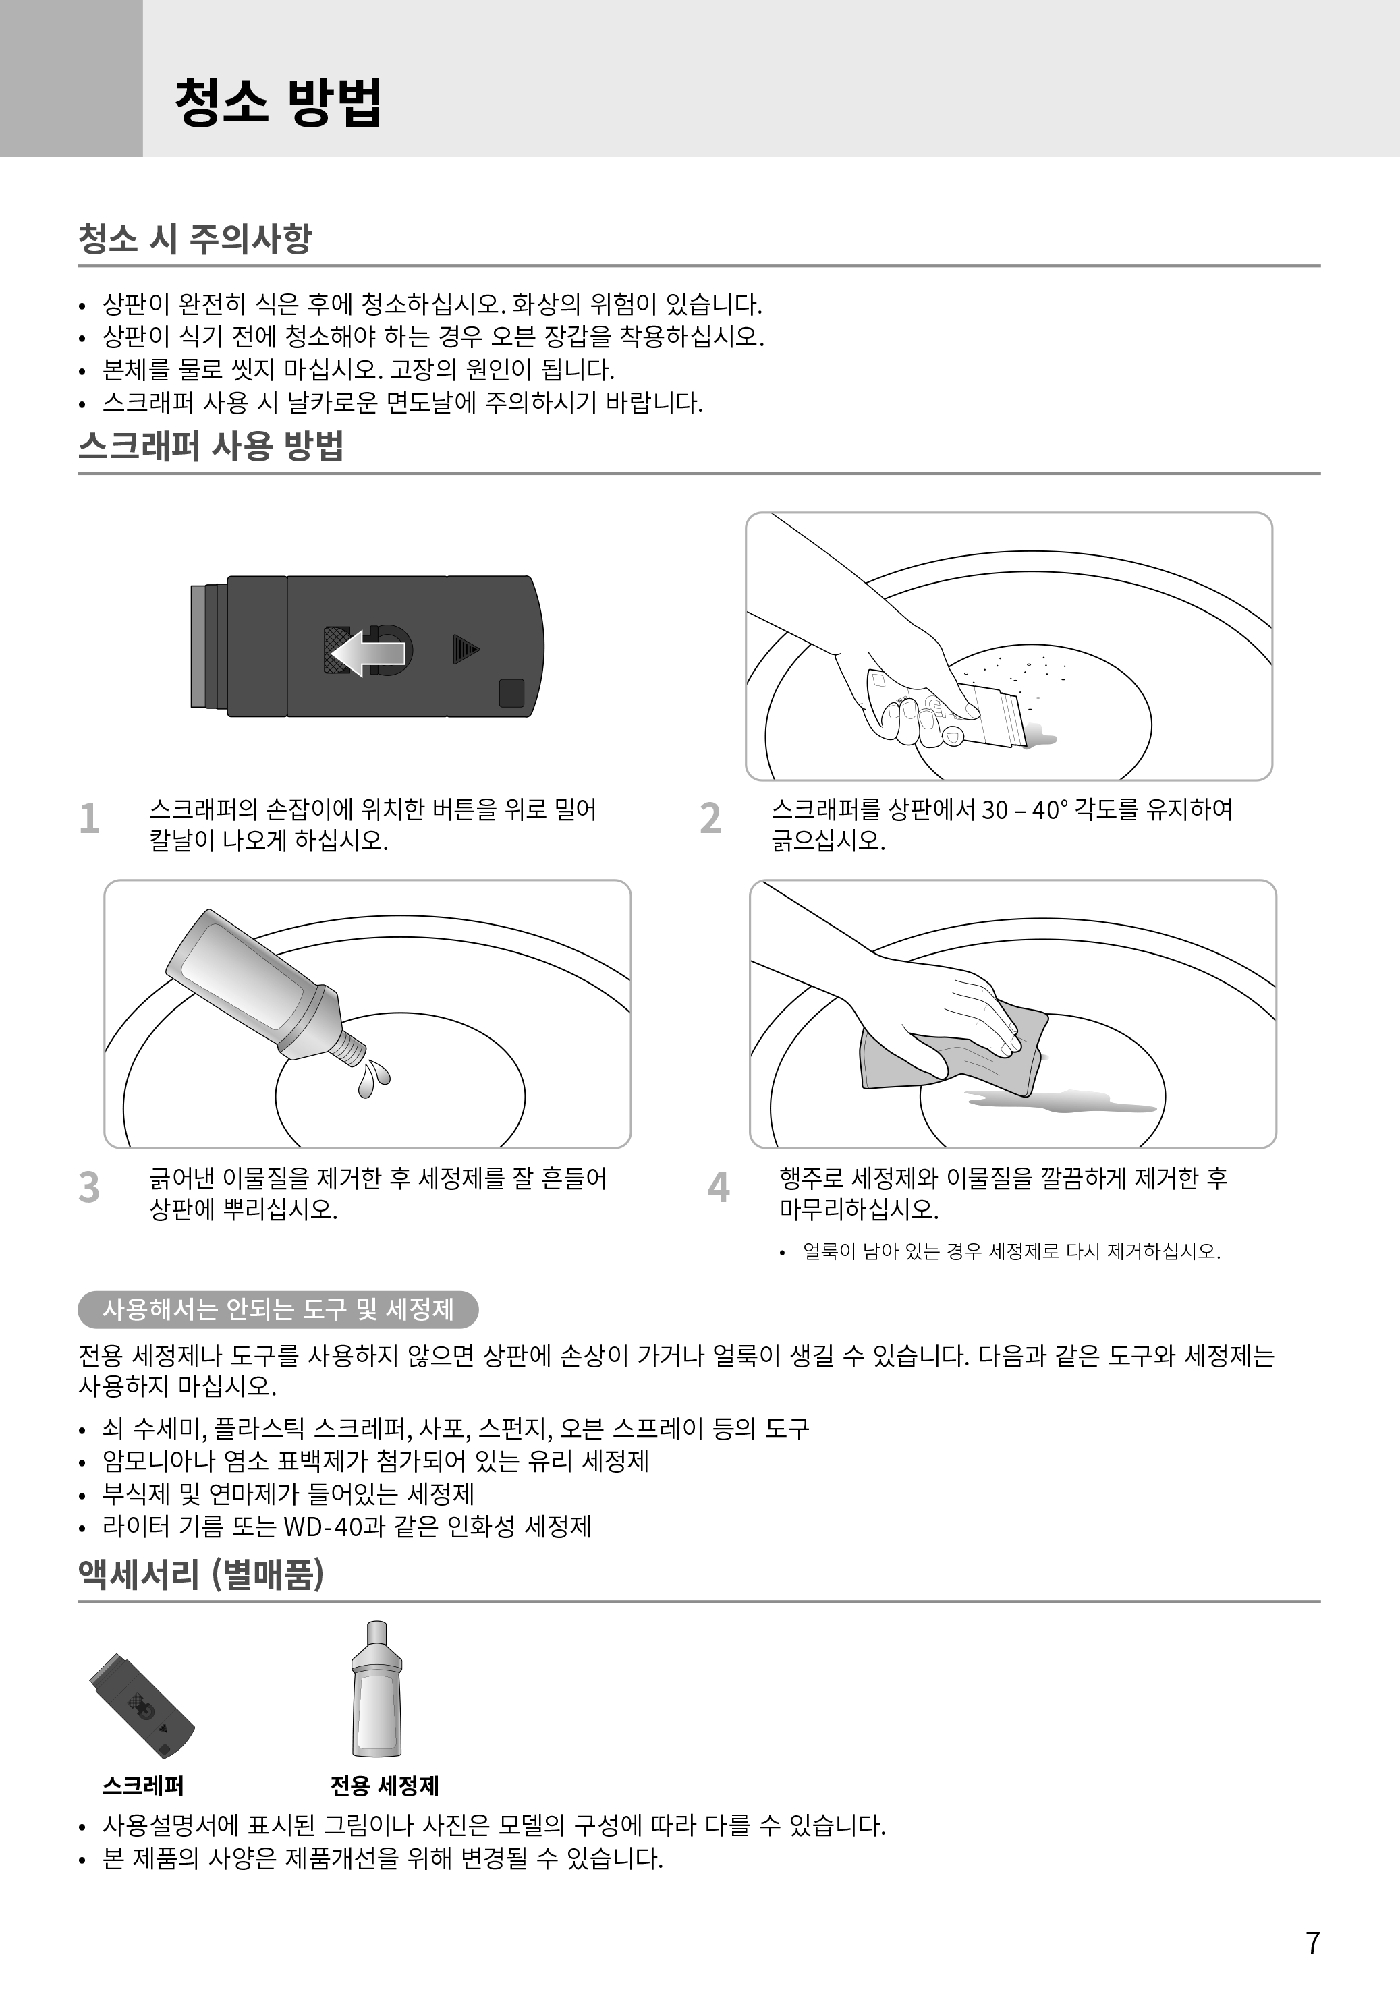 청소 방법
청소 시 주의사항
• 상판이 완전히 식은 후에 청소하십시오. 화상의 위험이 있습니다.
• 상판이 식기 전에 청소해야 하는 경우 오븐 장갑을 착용하십시오.
• 본체를 물로 씻지 마십시오. 고장의 원인이 됩니다.
• 스크래퍼 사용 시 날카로운 면도날에 주의하시기 바랍니다.
스크래퍼 사용 방법
1 스크래퍼의 손잡이에 위치한 버튼을 위로 밀어
칼날이 나오게 하십시오.
2 스크래퍼를 상판에서 30 – 40° 각도를 유지하여
긁으십시오.
3 긁어낸 이물질을 제거한 후 세정제를 잘 흔들어
상판에 뿌리십시오.
4 행주로 세정제와 이물질을 깔끔하게 제거한 후
마무리하십시오.
• 얼룩이 남아 있는 경우 세정제로 다시 제거하십시오.
사용해서는 안되는 도구 및 세정제
전용 세정제나 도구를 사용하지 않으면 상판에 손상이 가거나 얼룩이 생길 수 있습니다. 다음과 같은 도구와 세정제는
사용하지 마십시오.
• 쇠 수세미, 플라스틱 스크레퍼, 사포, 스펀지, 오븐 스프레이 등의 도구
• 암모니아나 염소 표백제가 첨가되어 있는 유리 세정제
• 부식제 및 연마제가 들어있는 세정제
• 라이터 기름 또는 WD-40과 같은 인화성 세정제
액세서리 (별매품)
스크레퍼
전용 세정제
• 사용설명서에 표시된 그림이나 사진은 모델의 구성에 따라 다를 수 있습니다.
• 본 제품의 사양은 제품개선을 위해 변경될 수 있습니다.
7